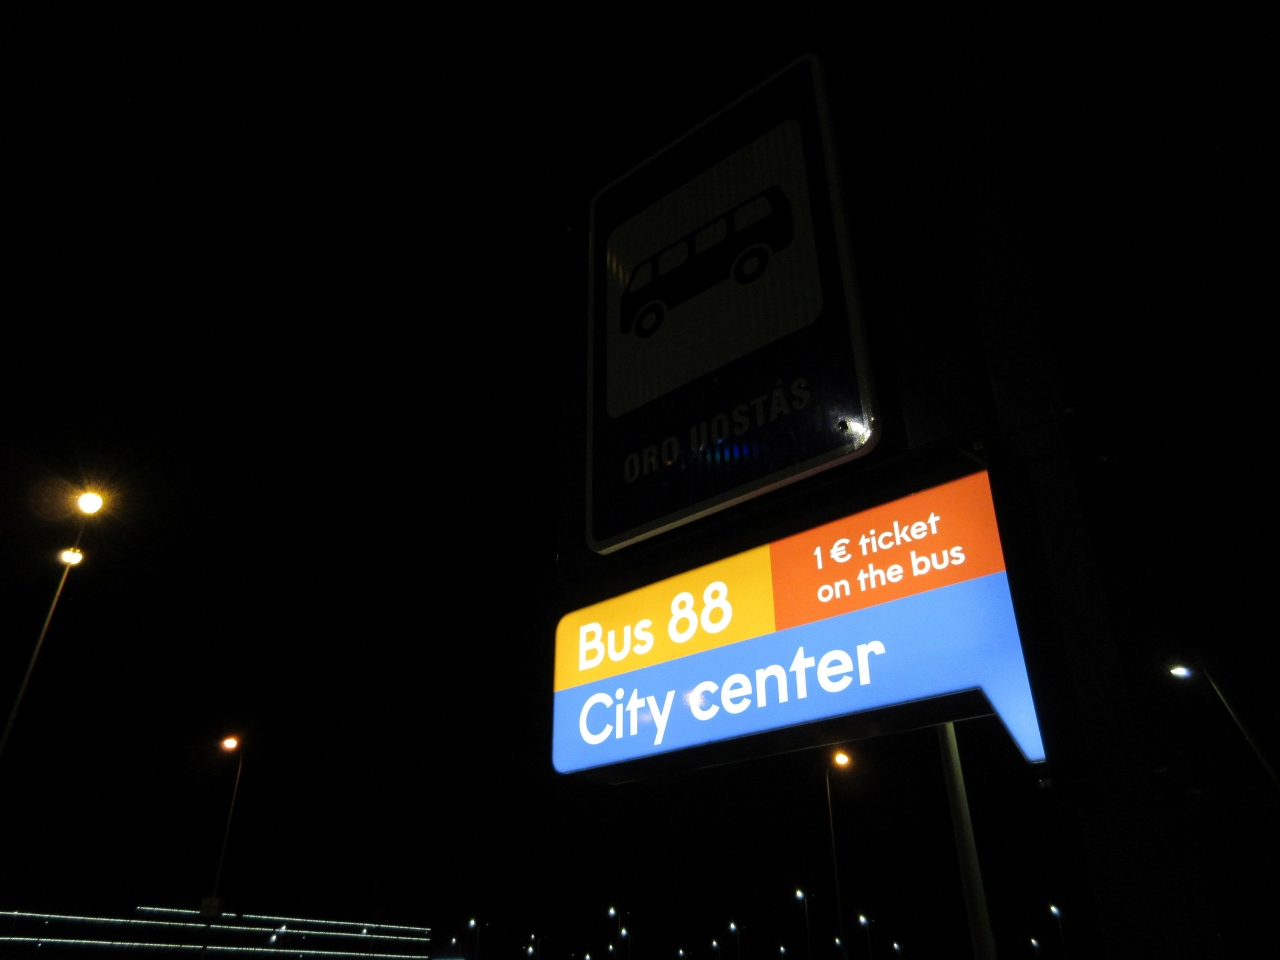 ORO UOSTAS
Bus 88
1 € ticket
on the bus
City center